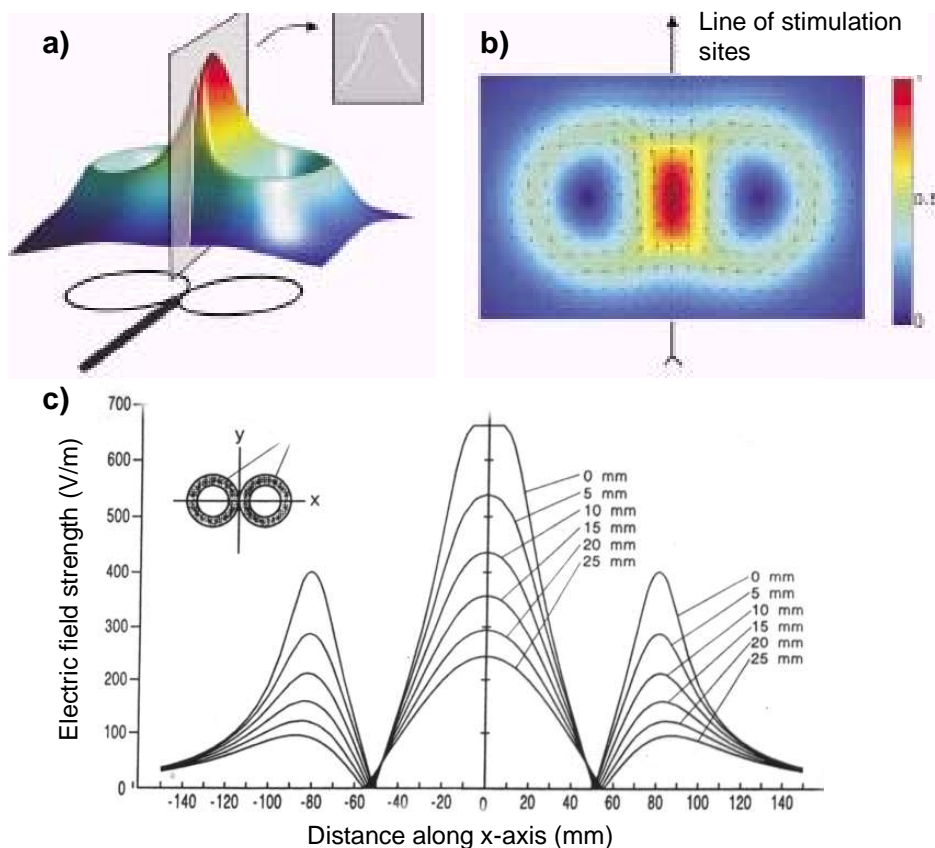 a)
b)
Line of stimulation
sites
0.5
0
c)
Electric field strength (V/m)
700
600
500
400
300
200
100
0
y
x
0 mm
5 mm
10 mm
15 mm
20 mm
25 mm
0 mm
5 mm
10 mm
15 mm
20 mm
25 mm
-140 -120 -100 -80 -60 -40 -20 0 20 40 60 80 100 120 140
Distance along x-axis (mm)